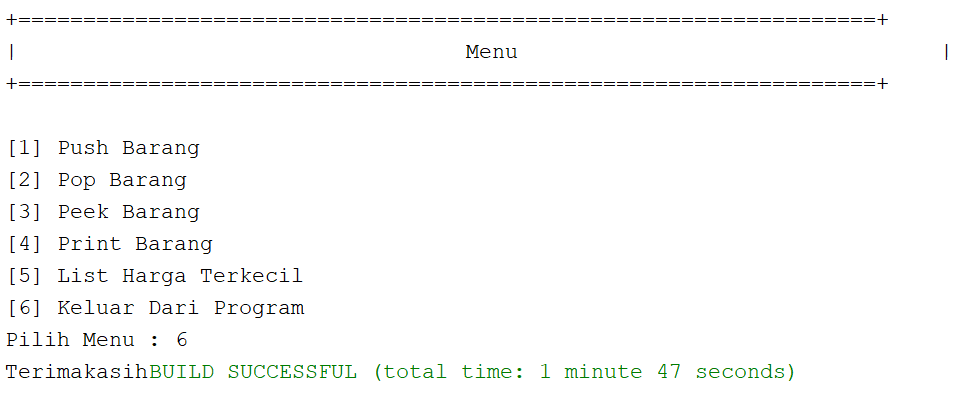 +==================================================================+
|                                   Menu                                 |
+==================================================================+
[1] Push Barang
[2] Pop Barang
[3] Peek Barang
[4] Print Barang
[5] List Harga Terkecil
[6] Keluar Dari Program
Pilih Menu : 6
TerimakasihBUILD SUCCESSFUL (total time: 1 minute 47 seconds)